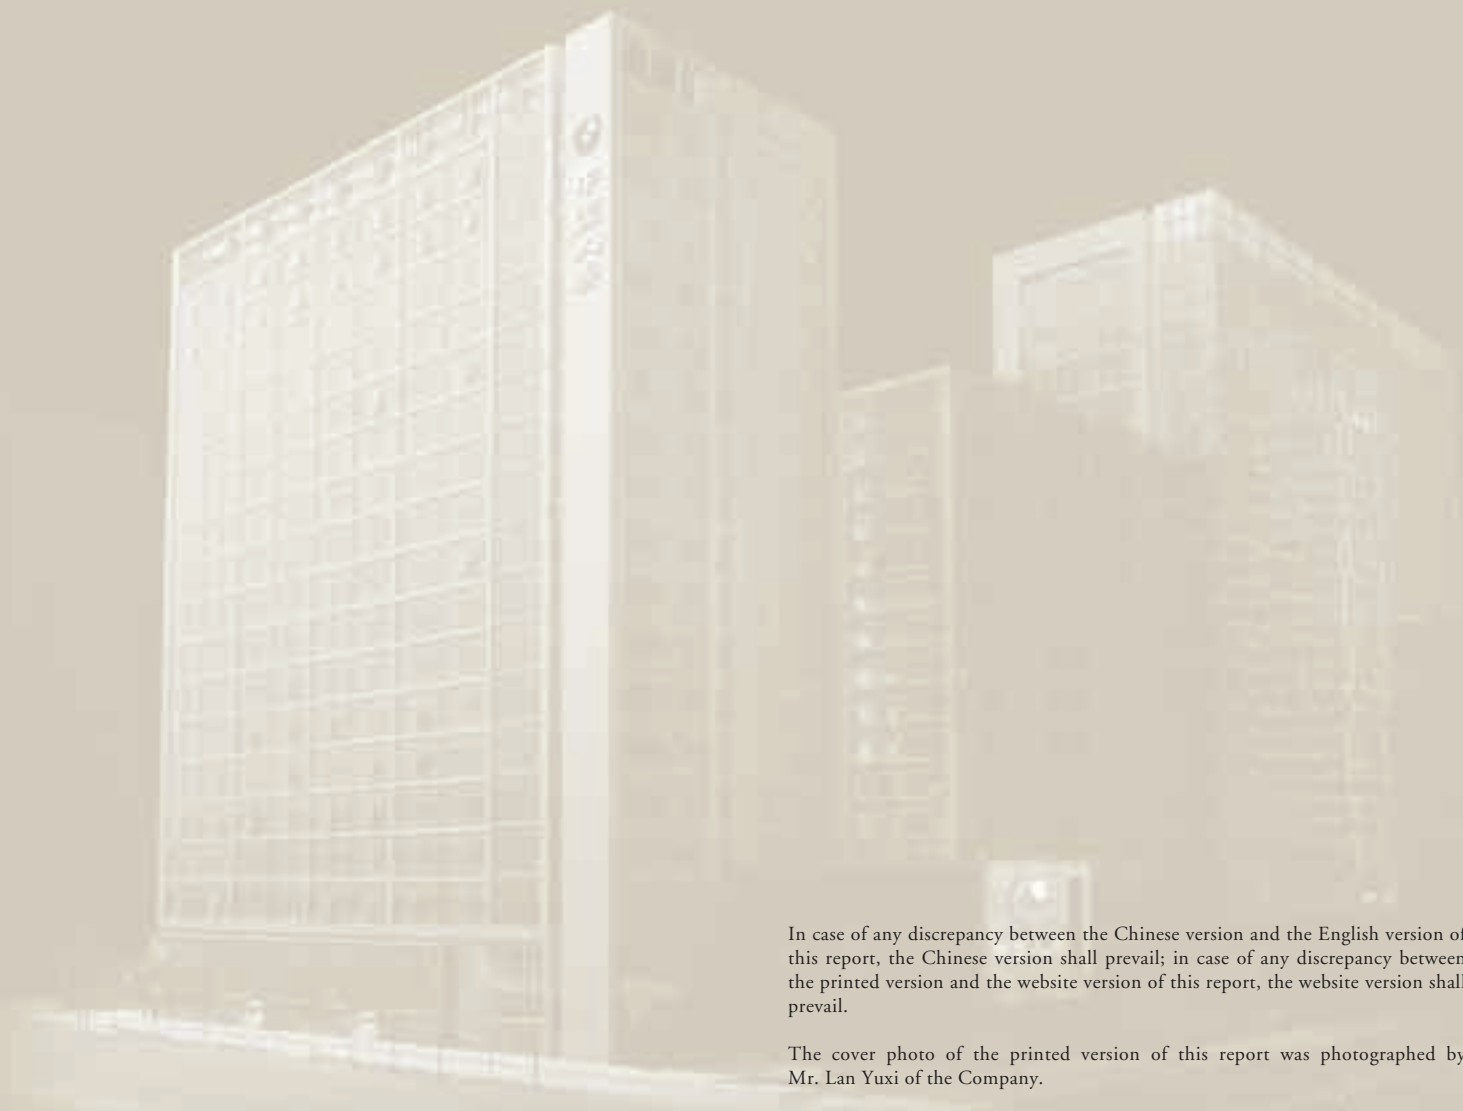 In case of any discrepancy between the Chinese version and the English version of
this report, the Chinese version shall prevail; in case of any discrepancy between
the printed version and the website version of this report, the website version shall
prevail.
The cover photo of the printed version of this report was photographed by
Mr. Lan Yuxi of the Company.